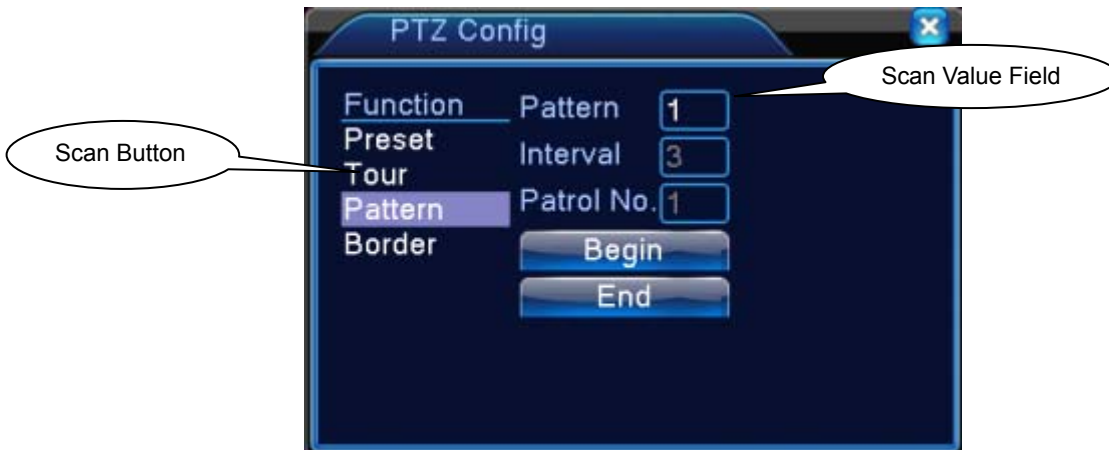 PTZ Config
Scan Value Field
Function
Pattern 1
Preset
Interval 3
Scan Button
Tour
Patrol No. 1
Pattern
Border
Begin
End